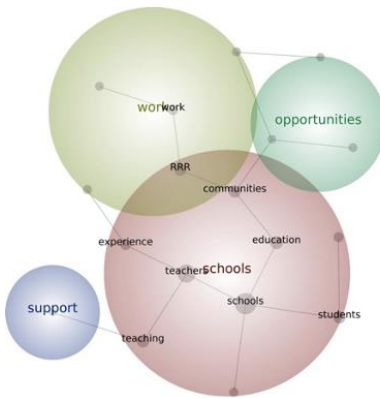 work
work
opportunities
RRR
communities
experience
education
teachers
schools
schools
support
students
teaching